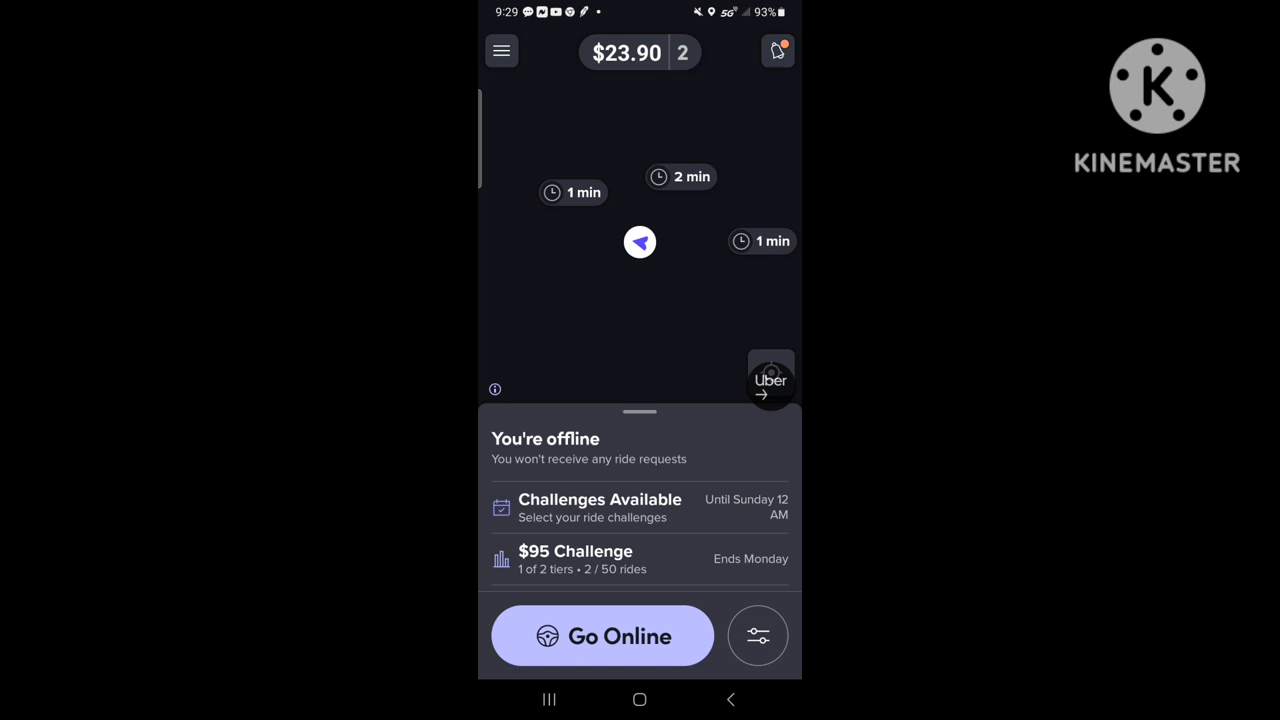 9:29
5G
93%
$23.90 2
2 min
1 min
1 min
Uber
You're offline
You won't receive any ride requests
Challenges Available
Select your ride challenges
Until Sunday 12
AM
$95 Challenge
1 of 2 tiers • 2 / 50 rides
Ends Monday
Go Online
K
KINEMASTER